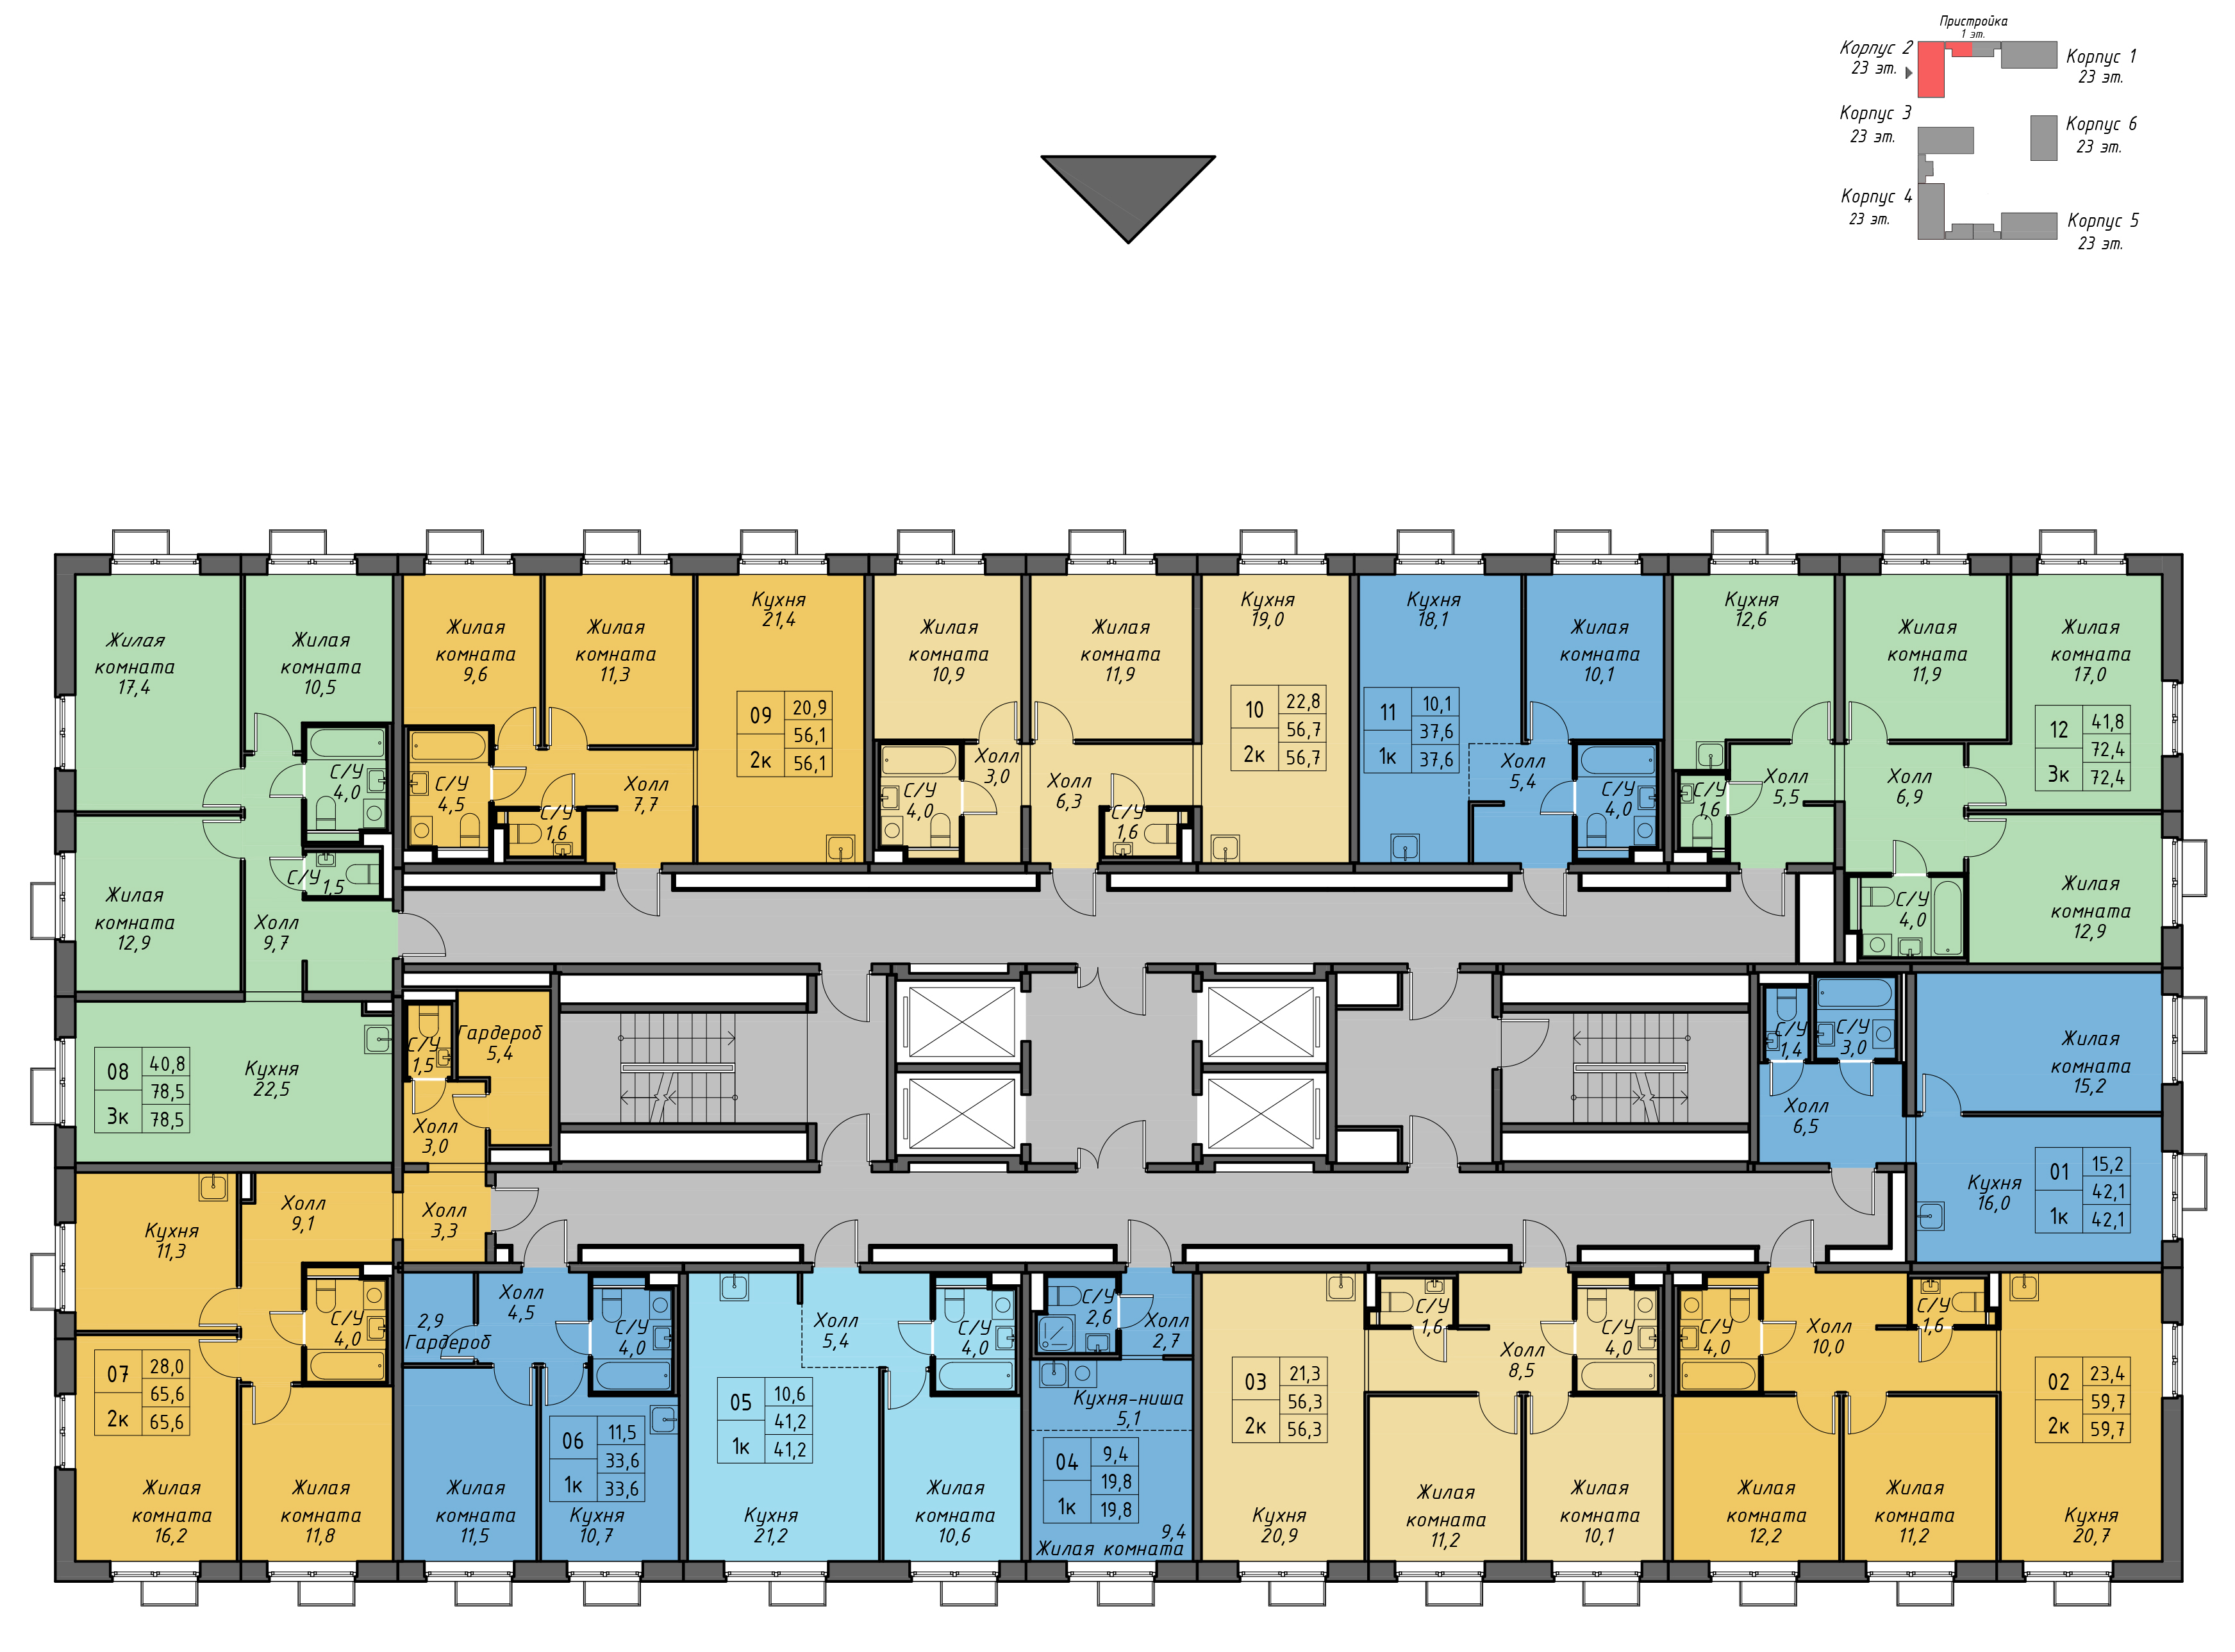 Пристройка
1 эт.
Корпус 2
23 эт.
Корпус 1
23 эт.
Корпус 3
23 эт.
Корпус 6
23 эт.
Корпус 4
23 эт.
Корпус 5
23 эт.
Жилая
комната
17,4
Жилая
комната
10,5
С/У
4,0
С/У
1,5
Жилая
комната
12,9
Холл
9,7
Кухня
22,5
08
3к
40,8
78,5
78,5
Жилая
комната
9,6
Жилая
комната
11,3
Кухня
21,4
09
2к
20,9
56,1
56,1
С/У
4,5
С/У
1,6
Холл
7,7
Жилая
комната
10,9
Жилая
комната
11,9
Кухня
19,0
10
2к
22,8
56,7
56,7
С/У
4,0
Холл
3,0
Холл
6,3
С/У
1,6
Кухня
18,1
Жилая
комната
10,1
11
1к
10,1
37,6
37,6
Холл
5,4
С/У
4,0
Кухня
12,6
Жилая
комната
11,9
Жилая
комната
17,0
12
3к
41,8
72,4
72,4
С/У
1,6
Холл
5,5
Холл
6,9
С/У
4,0
Жилая
комната
12,9
С/У
1,5
Гардероб
5,4
Холл
3,0
Холл
3,3
Кухня
11,3
Холл
9,1
С/У
4,0
07
2к
28,0
65,6
65,6
Жилая
комната
16,2
Жилая
комната
11,8
С/У
1,4
С/У
3,0
Холл
6,5
Жилая
комната
15,2
Кухня
16,0
01
1к
15,2
42,1
42,1
2,9
Гардероб
Холл
4,5
С/У
4,0
06
1к
11,5
33,6
33,6
Жилая
комната
11,5
Кухня
10,7
Холл
5,4
С/У
4,0
05
1к
10,6
41,2
41,2
Кухня
21,2
Жилая
комната
10,6
С/У
2,6
Холл
2,7
Кухня-ниша
5,1
04
1к
9,4
19,8
19,8
9,4
Жилая комната
03
2к
21,3
56,3
56,3
Кухня
20,9
С/У
1,6
Холл
8,5
С/У
4,0
Жилая
комната
11,2
Жилая
комната
10,1
С/У
4,0
Холл
10,0
С/У
1,6
02
2к
23,4
59,7
59,7
Жилая
комната
12,2
Жилая
комната
11,2
Кухня
20,7